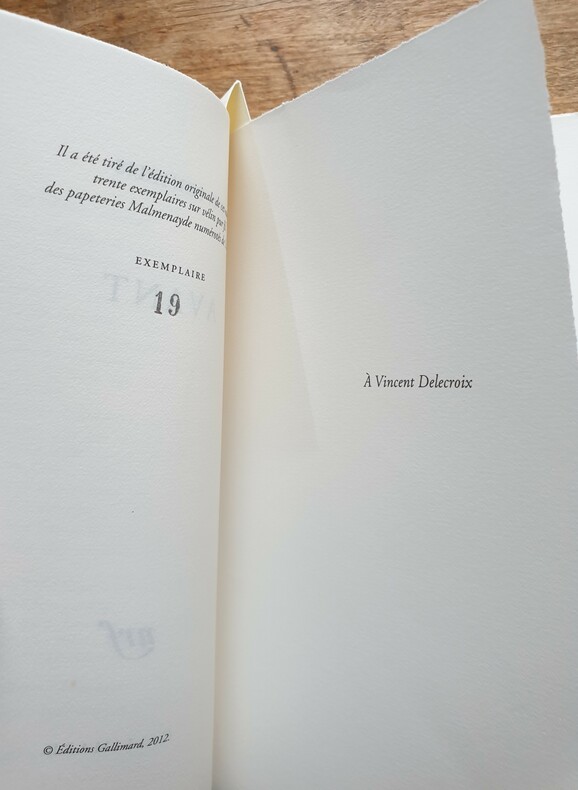 Il a été tiré de l'édition originale de
trente exemplaires sur vélin pur
des papeteries Malmenayde numérotés
EXEMPLAIRE
19
À Vincent Delecroix
© Éditions Gallimard, 2012.